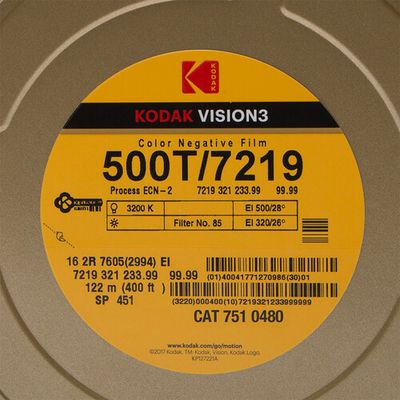 K
KODAK VISION3
Color Negative Film
500T/7219
Process ECN-2 7219 321 233.99 99.99
3200 K EI 500/28°
Filter No. 85 EI 320/26°
16 2R 7605(2994) EI
7219 321 233.99 99.99
(01)40041771270986(30)01
122 m (400 ft )
SP 451
(3220)000400(10)7219321233999999
CAT 751 0480
www.kodak.com/go/motion
©2017 Kodak. TM: Kodak, Vision, Kodak Logo.
KP127221A